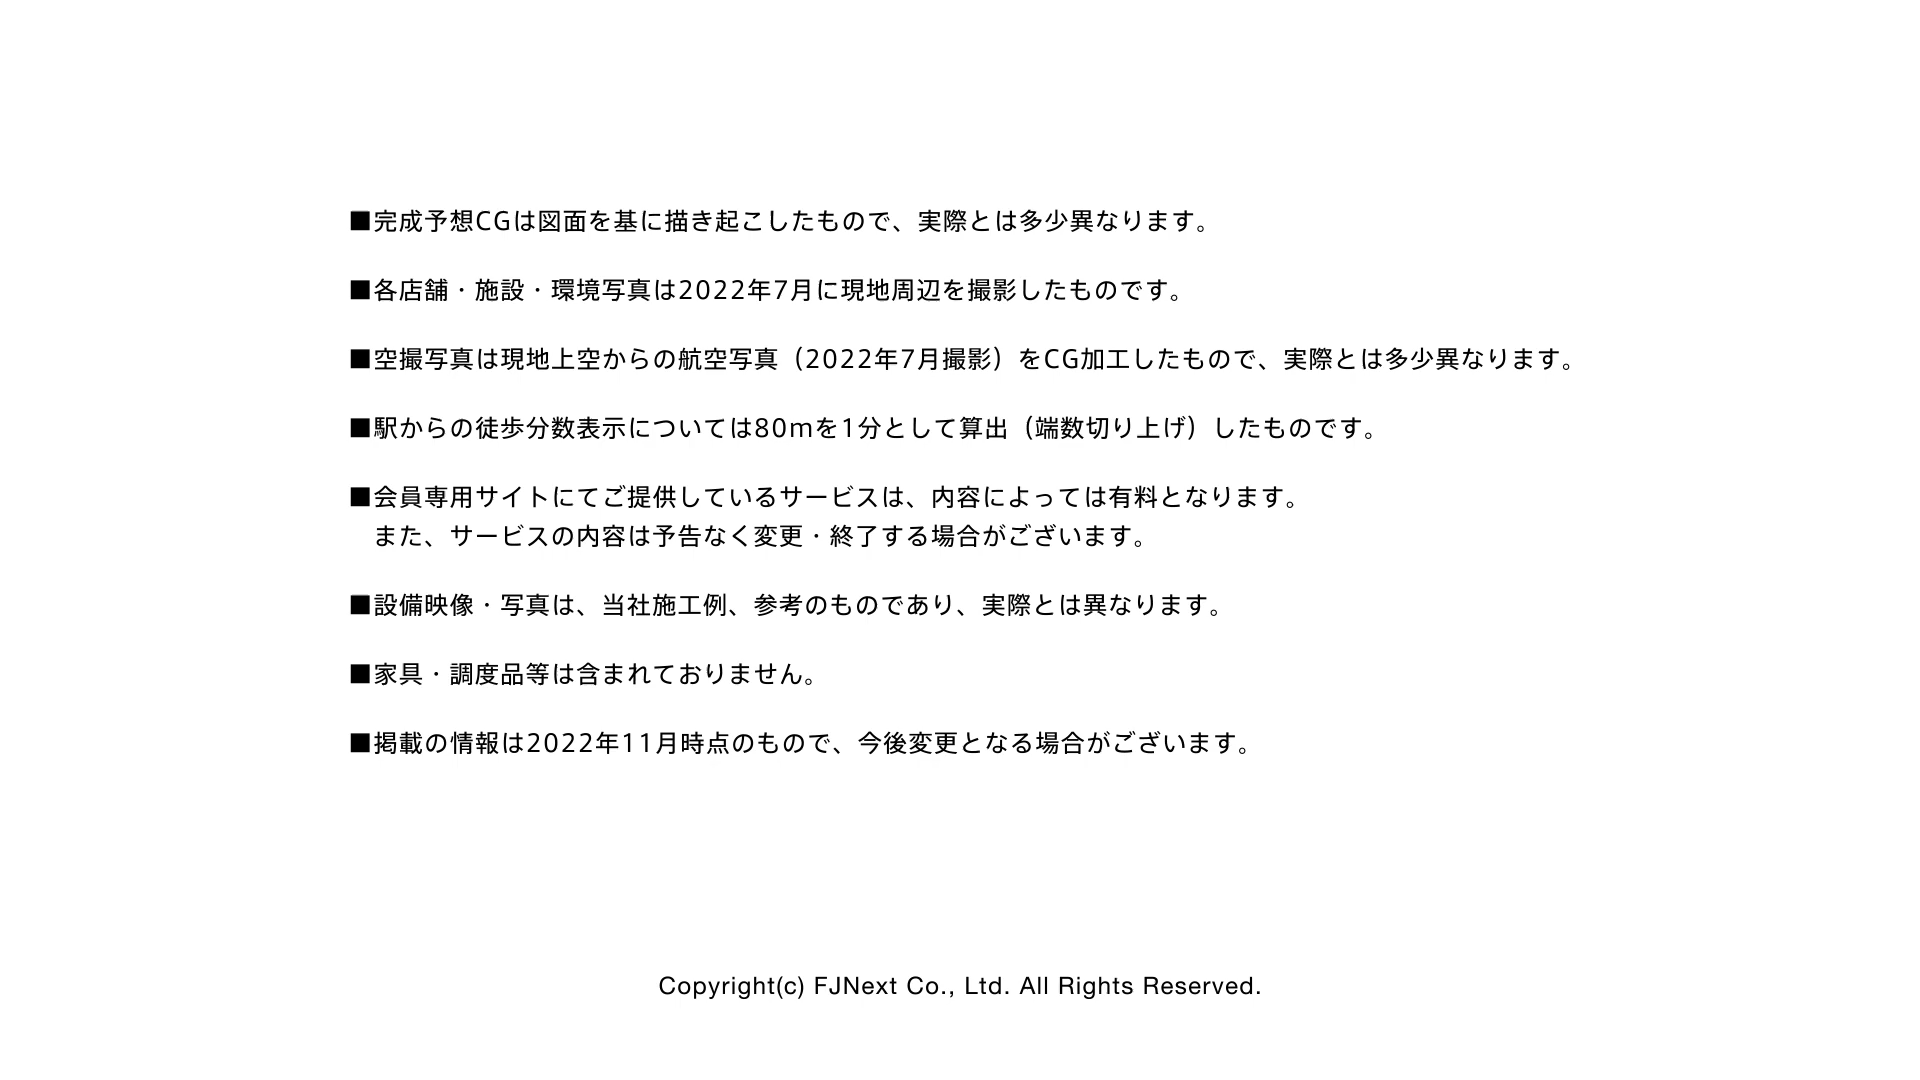 ■完成予想CGは図面を基に描き起こしたもので、実際とは多少異なります。
■各店舗・施設・環境写真は2022年7月に現地周辺を撮影したものです。
■空撮写真は現地上空からの航空写真（2022年7月撮影）をCG加工したもので、実際とは多少異なります。
■駅からの徒歩分数表示については80mを1分として算出（端数切り上げ）したものです。
■会員専用サイトにてご提供しているサービスは、内容によっては有料となります。
また、サービスの内容は予告なく変更・終了する場合がございます。
■設備映像・写真は、当社施工例、参考のものであり、実際とは異なります。
■家具・調度品等は含まれておりません。
■掲載の情報は2022年11月時点のもので、今後変更となる場合がございます。
Copyright(c) FJNext Co., Ltd. All Rights Reserved.